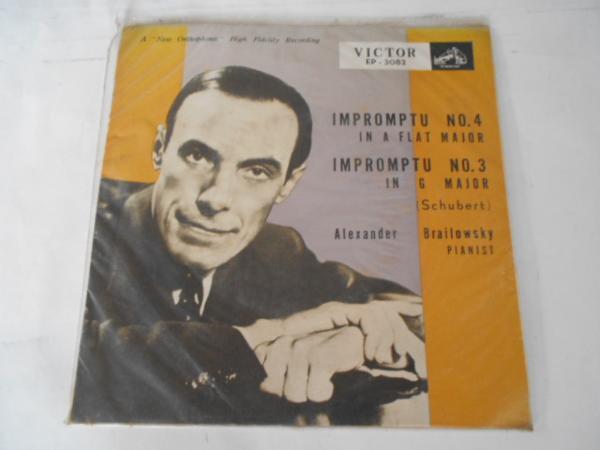 A "New Orthophonic" High Fidelity Recording
VICTOR
EP-3082
IMPROMPTU NO.4
IN A FLAT MAJOR
IMPROMPTU NO.3
IN G MAJOR
(Schubert)
Alexander Brailowsky
PIANIST